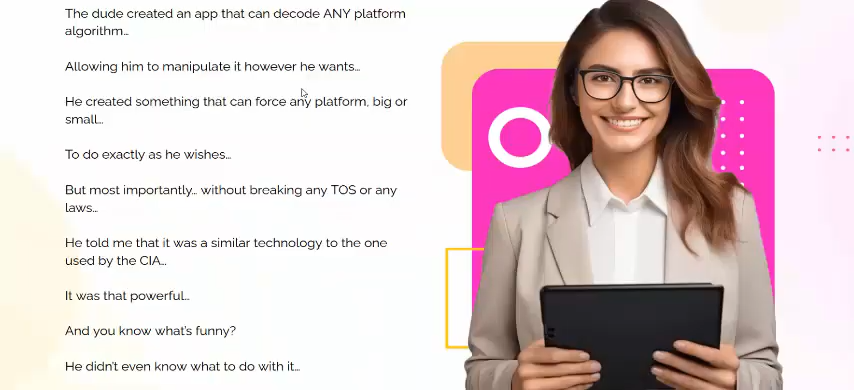 The dude created an app that can decode ANY platform
algorithm…
Allowing him to manipulate it however he wants…
He created something that can force any platform, big or
small…
To do exactly as he wishes…
But most importantly… without breaking any TOS or any
laws…
He told me that it was a similar technology to the one
used by the CIA…
It was that powerful…
And you know what's funny?
He didn't even know what to do with it…